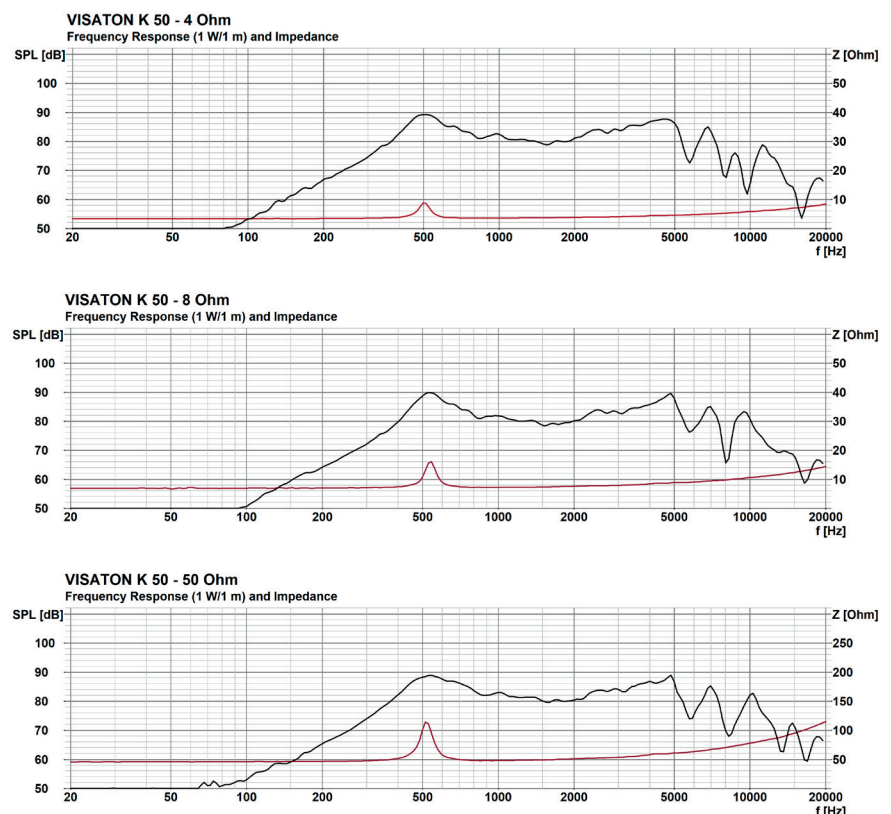 VISATON K 50 - 4 Ohm
Frequency Response (1 W/1 m) and Impedance
SPL [dB] Z [Ohm]
100 50
90 40
80 30
70 20
60 10
50
20 50 100 200 500 1000 2000 5000 10000 20000
f [Hz]
VISATON K 50 - 8 Ohm
Frequency Response (1 W/1 m) and Impedance
SPL [dB] Z [Ohm]
100 50
90 40
80 30
70 20
60 10
50
20 50 100 200 500 1000 2000 5000 10000 20000
f [Hz]
VISATON K 50 - 50 Ohm
Frequency Response (1 W/1 m) and Impedance
SPL [dB] Z [Ohm]
100 250
90 200
80 150
70 100
60 50
50
20 50 100 200 500 1000 2000 5000 10000 20000
f [Hz]